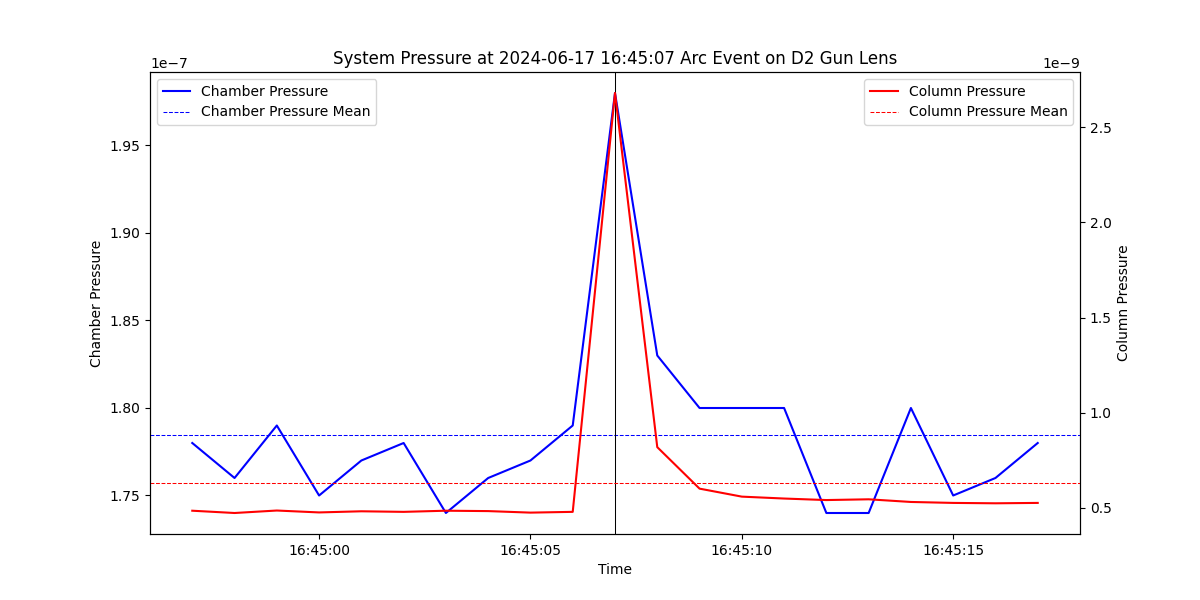 System Pressure at 2024-06-17 16:45:07 Arc Event on D2 Gun Lens
1e−7
1e−9
Chamber Pressure
Chamber Pressure Mean
Column Pressure
Column Pressure Mean
1.95
1.90
1.85
1.80
1.75
Chamber Pressure
2.5
2.0
1.5
1.0
0.5
Column Pressure
16:45:00
16:45:05
16:45:10
16:45:15
Time